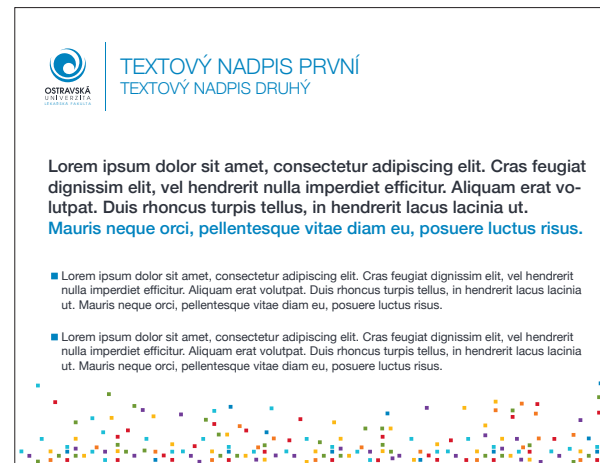 OSTRAVSKÁ
UNIVERZITA
LÉKAŘSKÁ FAKULTA
TEXTOVÝ NADPIS PRVNÍ
TEXTOVÝ NADPIS DRUHÝ
Lorem ipsum dolor sit amet, consectetur adipiscing elit. Cras feugiat
dignissim elit, vel hendrerit nulla imperdiet efficitur. Aliquam erat vo-
lutpat. Duis rhoncus turpis tellus, in hendrerit lacus lacinia ut.
Mauris neque orci, pellentesque vitae diam eu, posuere luctus risus.
Lorem ipsum dolor sit amet, consectetur adipiscing elit. Cras feugiat dignissim elit, vel hendrerit
nulla imperdiet efficitur. Aliquam erat volutpat. Duis rhoncus turpis tellus, in hendrerit lacus lacinia
ut. Mauris neque orci, pellentesque vitae diam eu, posuere luctus risus.
Lorem ipsum dolor sit amet, consectetur adipiscing elit. Cras feugiat dignissim elit, vel hendrerit
nulla imperdiet efficitur. Aliquam erat volutpat. Duis rhoncus turpis tellus, in hendrerit lacus lacinia
ut. Mauris neque orci, pellentesque vitae diam eu, posuere luctus risus.